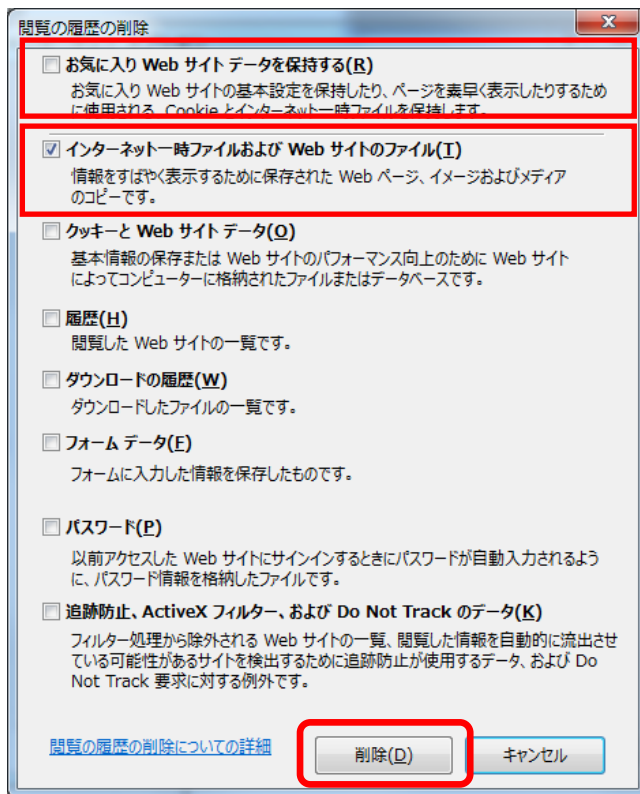 閲覧の履歴の削除
お気に入り Web サイト データを保持する(R)
お気に入り Web サイトの基本設定を保持したり、ページを素早く表示したりするため
に使用される、Cookie とインターネット一時ファイルを保持します。
インターネット一時ファイルおよび Web サイトのファイル(T)
情報をすばやく表示するために保存された Web ページ、イメージおよびメディア
のコピーです。
クッキーと Web サイト データ(O)
基本情報の保存または Web サイトのパフォーマンス向上のために Web サイト
によってコンピューターに格納されたファイルまたはデータベースです。
履歴(H)
閲覧した Web サイトの一覧です。
ダウンロードの履歴(W)
ダウンロードしたファイルの一覧です。
フォーム データ(F)
フォームに入力した情報を保存したものです。
パスワード(P)
以前アクセスした Web サイトにサインインするときにパスワードが自動入力されるよう
に、パスワード情報を格納したファイルです。
追跡防止、ActiveX フィルター、および Do Not Track のデータ(K)
フィルター処理から除外される Web サイトの一覧、閲覧した情報を自動的に流出させ
ている可能性があるサイトを検出するために追跡防止が使用するデータ、および Do
Not Track 要求に対する例外です。
閲覧の履歴の削除についての詳細
削除(D)
キャンセル